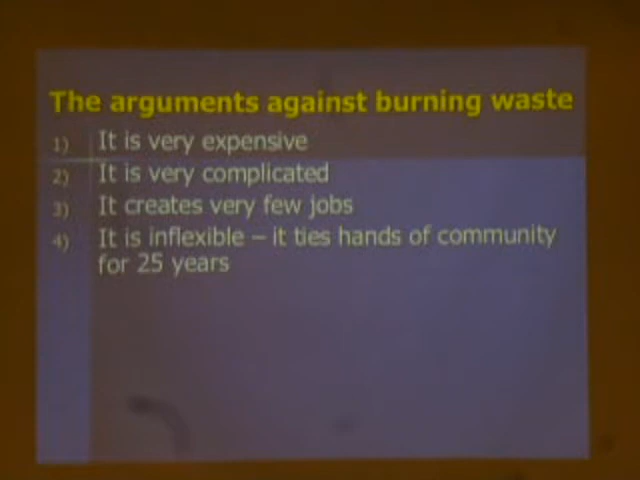 The arguments against burning waste
1) It is very expensive
2) It is very complicated
3) It creates very few jobs
4) It is inflexible – it ties hands of community
for 25 years